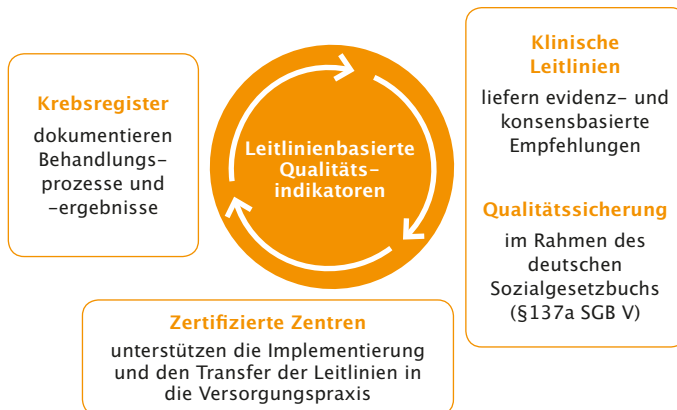 Krebsregister
dokumentieren
Behandlungs-
prozesse und
-ergebnisse
Leitlinienbasierte
Qualitäts-
indikatoren
Klinische
Leitlinien
liefern evidenz- und
konsensbasierte
Empfehlungen
Qualitätssicherung
im Rahmen des
deutschen
Sozialgesetzbuchs
(§137a SGB V)
Zertifizierte Zentren
unterstützen die Implementierung
und den Transfer der Leitlinien in
die Versorgungspraxis